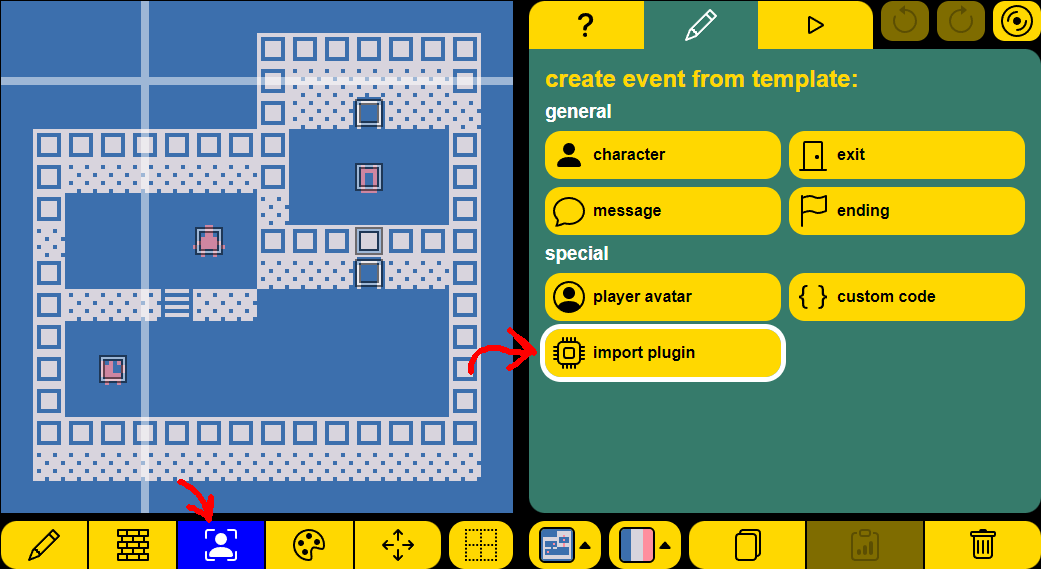 ?
create event from template:
general
character
exit
message
ending
special
player avatar
{ } custom code
import plugin